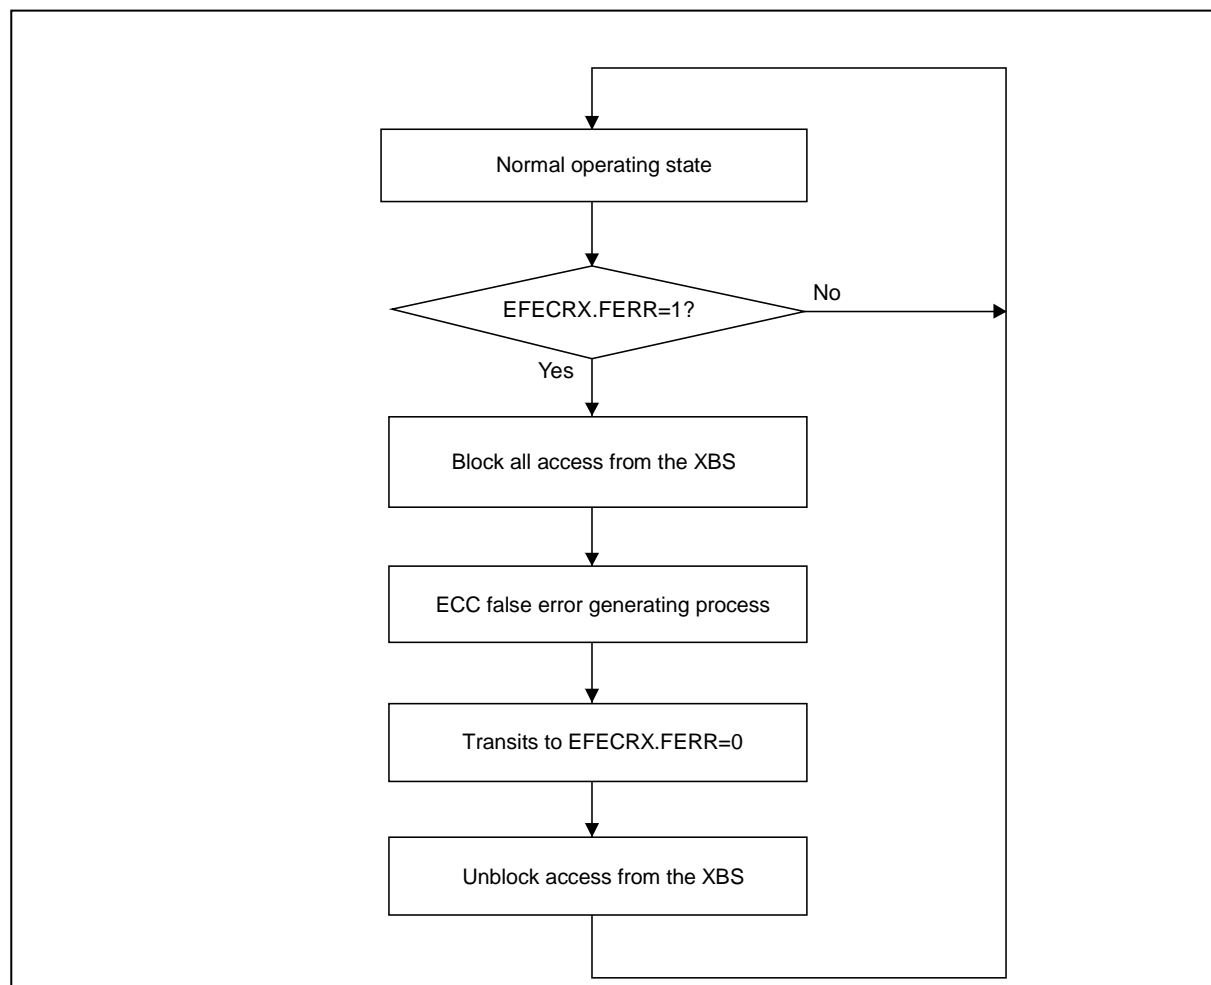 Normal operating state
EFECRX.FERR=1?
No
Yes
Block all access from the XBS
ECC false error generating process
Transits to EFECRX.FERR=0
Unblock access from the XBS